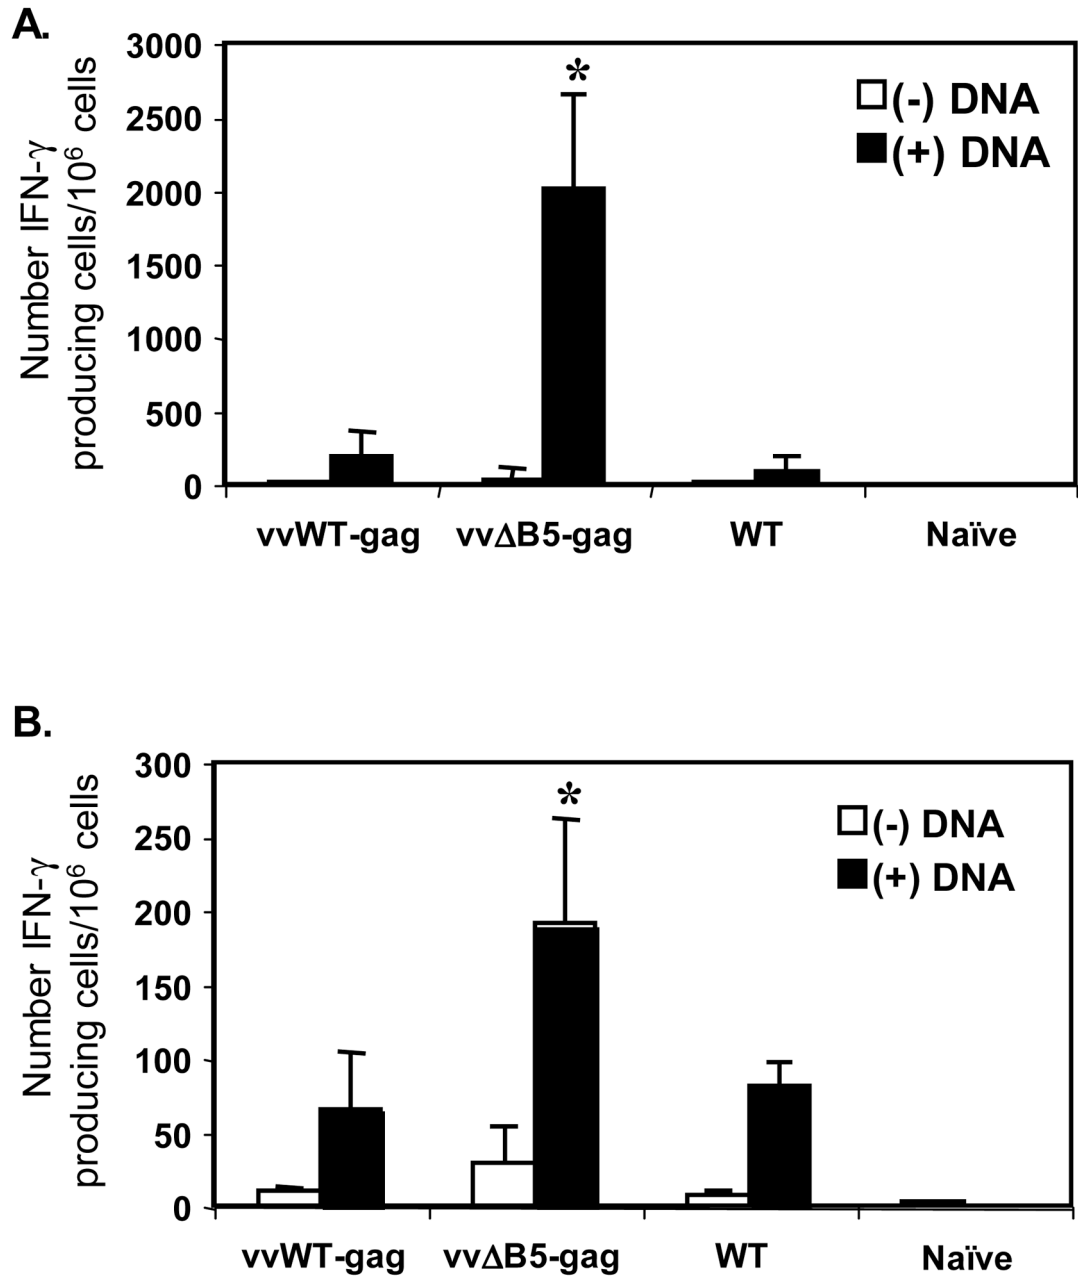 A.
Number IFN-γ
producing cells/10⁶ cells
3000
2500
2000
1500
1000
500
0
*
(-) DNA
(+) DNA
vvWT-gag vvΔB5-gag WT Naïve
B.
Number IFN-γ
producing cells/10⁶ cells
300
250
200
150
100
50
0
*
(-) DNA
(+) DNA
vvWT-gag vvΔB5-gag WT Naïve